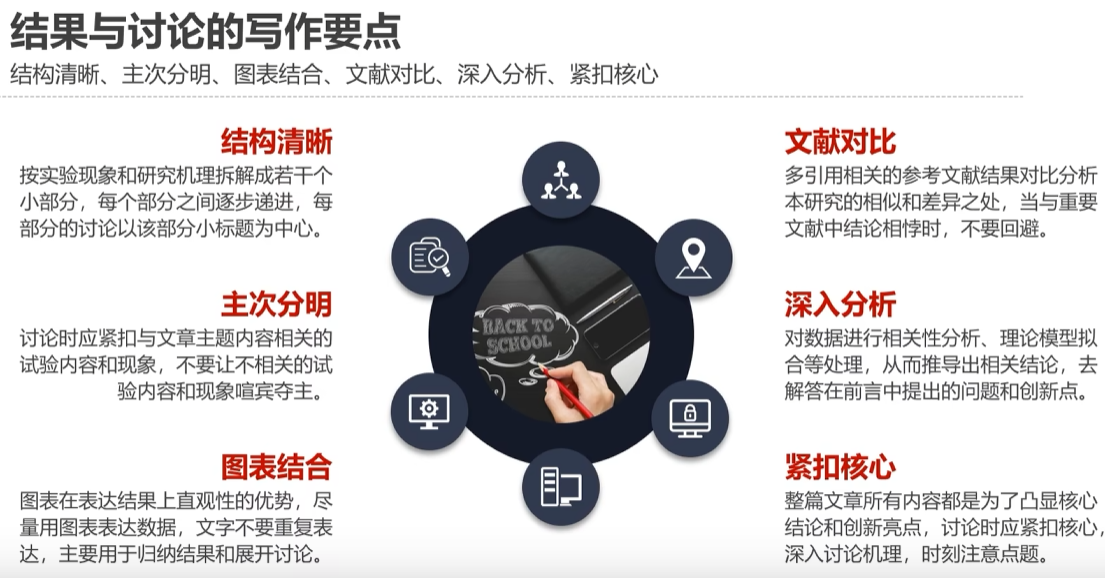 结果与讨论的写作要点
结构清晰、主次分明、图表结合、文献对比、深入分析、紧扣核心
结构清晰
按实验现象和研究机理拆解成若干个
小部分，每个部分之间逐步递进，每
部分的讨论以该部分小标题为中心。
主次分明
讨论时应紧扣与文章主题内容相关的
试验内容和现象，不要让不相关的试
验内容和现象喧宾夺主。
图表结合
图表在表达结果上直观性的优势，尽
量用图表表达数据，文字不要重复表
达，主要用于归纳结果和展开讨论。
BACK TO
SCHOOL
文献对比
多引用相关的参考文献结果对比分析
本研究的相似和差异之处，当与重要
文献中结论相悖时，不要回避。
深入分析
对数据进行相关性分析、理论模型拟
合等处理，从而推导出相关结论，去
解答在前言中提出的问题和创新点。
紧扣核心
整篇文章所有内容都是为了凸显核心
结论和创新亮点，讨论时应紧扣核心，
深入讨论机理，时刻注意点题。